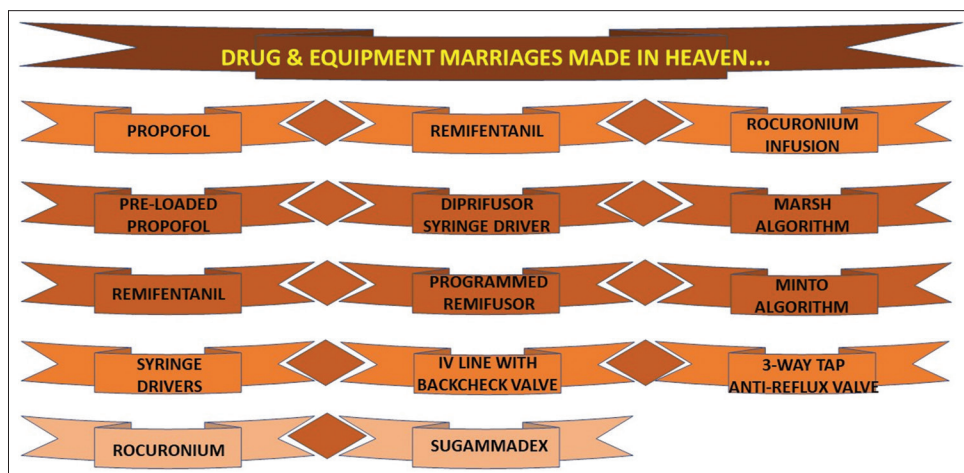 DRUG & EQUIPMENT MARRIAGES MADE IN HEAVEN...
PROPOFOL
REMIFENTANIL
ROCURONIUM
INFUSION
PRE-LOADED
PROPOFOL
DIPRIFUSOR
SYRINGE DRIVER
MARSH
ALGORITHM
REMIFENTANIL
PROGRAMMED
REMIFUSOR
MINTO
ALGORITHM
SYRINGE
DRIVERS
IV LINE WITH
BACKCHECK VALVE
3-WAY TAP
ANTI-REFLUX VALVE
ROCURONIUM
SUGAMMADEX